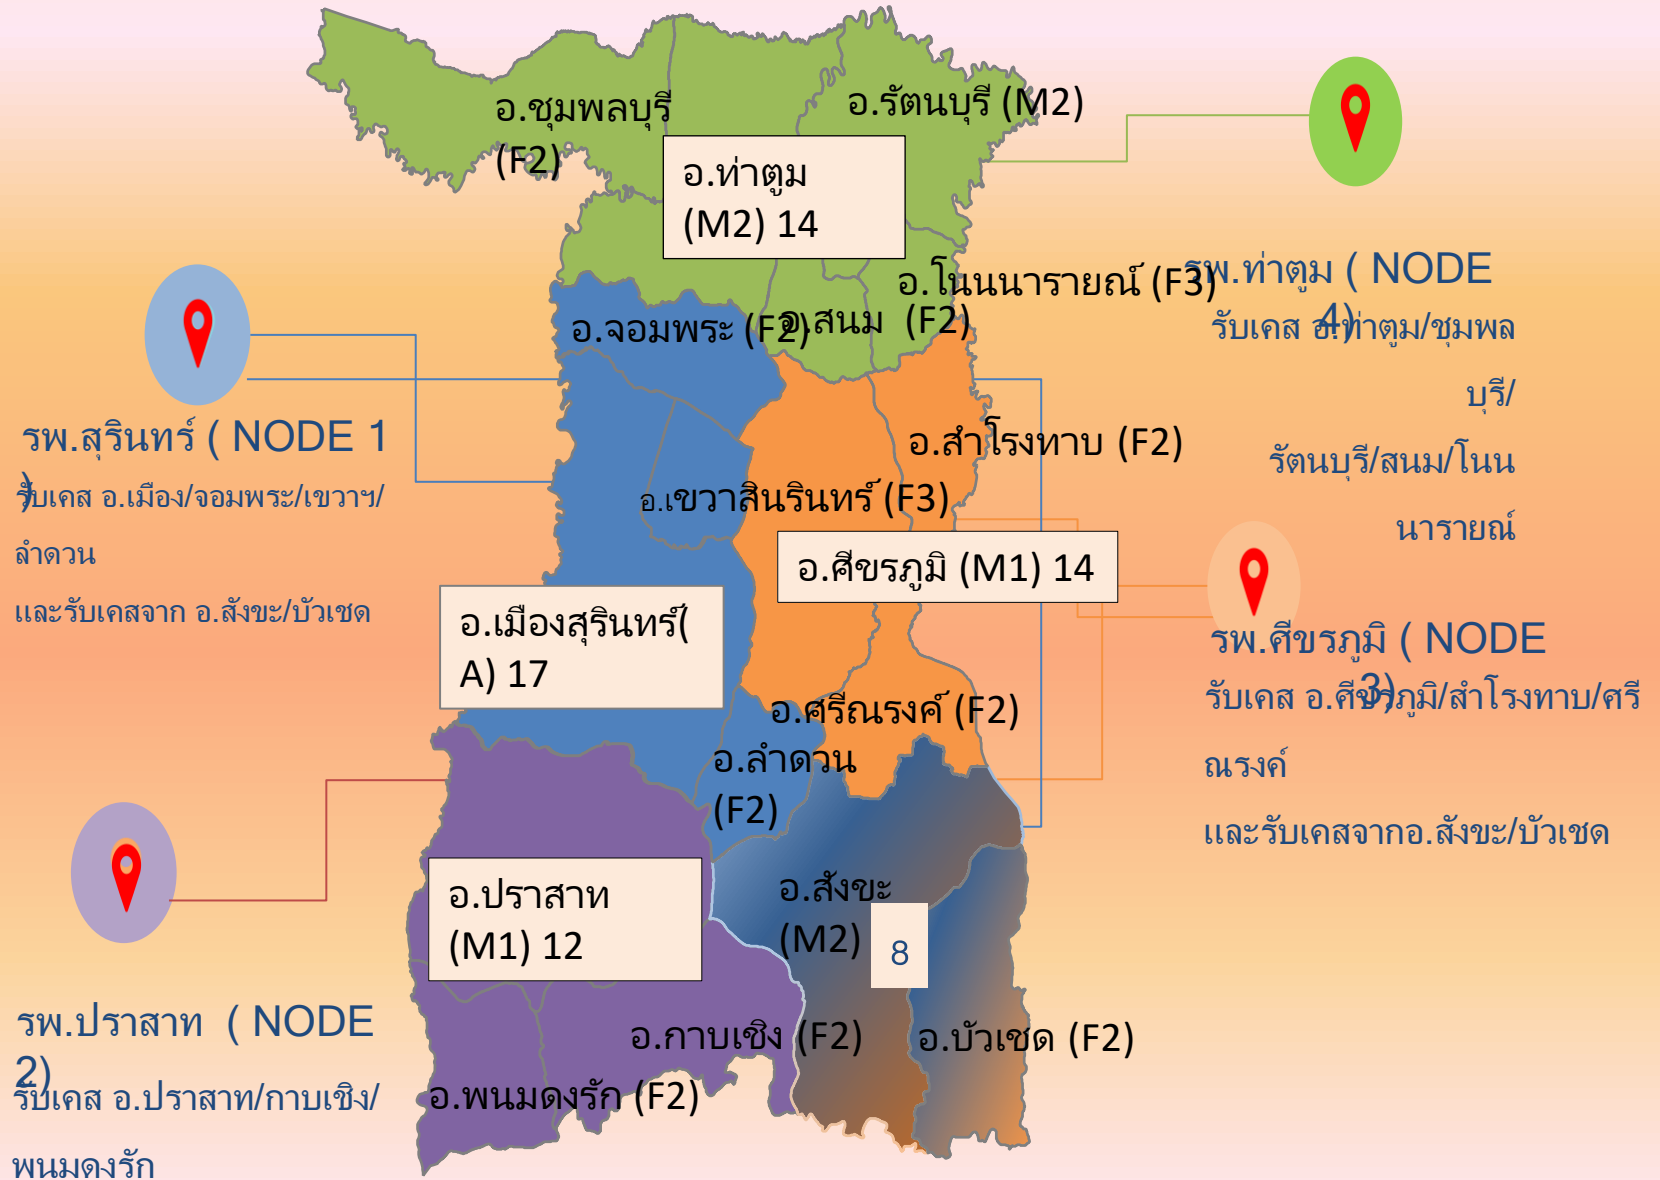 อ.ชุมพลบุรี
(F2)
อ.รัตนบุรี (M2)
อ.ท่าตูม
(M2) 14
รพ.ท่าตูม ( NODE
4)
รับเคส อ.ท่าตูม/ชุมพล
บุรี/
รัตนบุรี/สนม/โนน
นารายณ์
อ.โนนนารายณ์ (F3)
อ.จอมพระ (F2)
อ.สนม (F2)
รพ.สุรินทร์ ( NODE 1
)
รับเคส อ.เมือง/จอมพระ/เขวาฯ/
ลำดวน
และรับเคสจาก อ.สังขะ/บัวเชด
อ.สำโรงทาบ (F2)
อ.เขวาสินรินทร์ (F3)
อ.ศีขรภูมิ (M1) 14
อ.เมืองสุรินทร์(
A) 17
รพ.ศีขรภูมิ ( NODE
3)
รับเคส อ.ศีขรภูมิ/สำโรงทาบ/ศรี
ณรงค์
และรับเคสจากอ.สังขะ/บัวเชด
อ.ศรีณรงค์ (F2)
อ.ลำดวน
(F2)
อ.ปราสาท
(M1) 12
อ.สังขะ
(M2)
8
รพ.ปราสาท ( NODE
2)
รับเคส อ.ปราสาท/กาบเชิง/
พนมดงรัก
อ.กาบเชิง (F2)
อ.บัวเชด (F2)
อ.พนมดงรัก (F2)